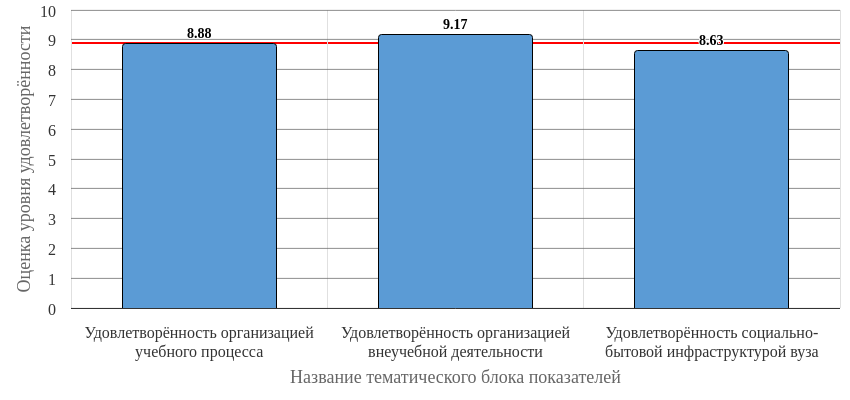 Оценка уровня удовлетворённости
10
9
8
7
6
5
4
3
2
1
0
8.88
9.17
8.63
Удовлетворённость организацией
учебного процесса
Удовлетворённость организацией
внеучебной деятельности
Удовлетворённость социально-
бытовой инфраструктурой вуза
Название тематического блока показателей